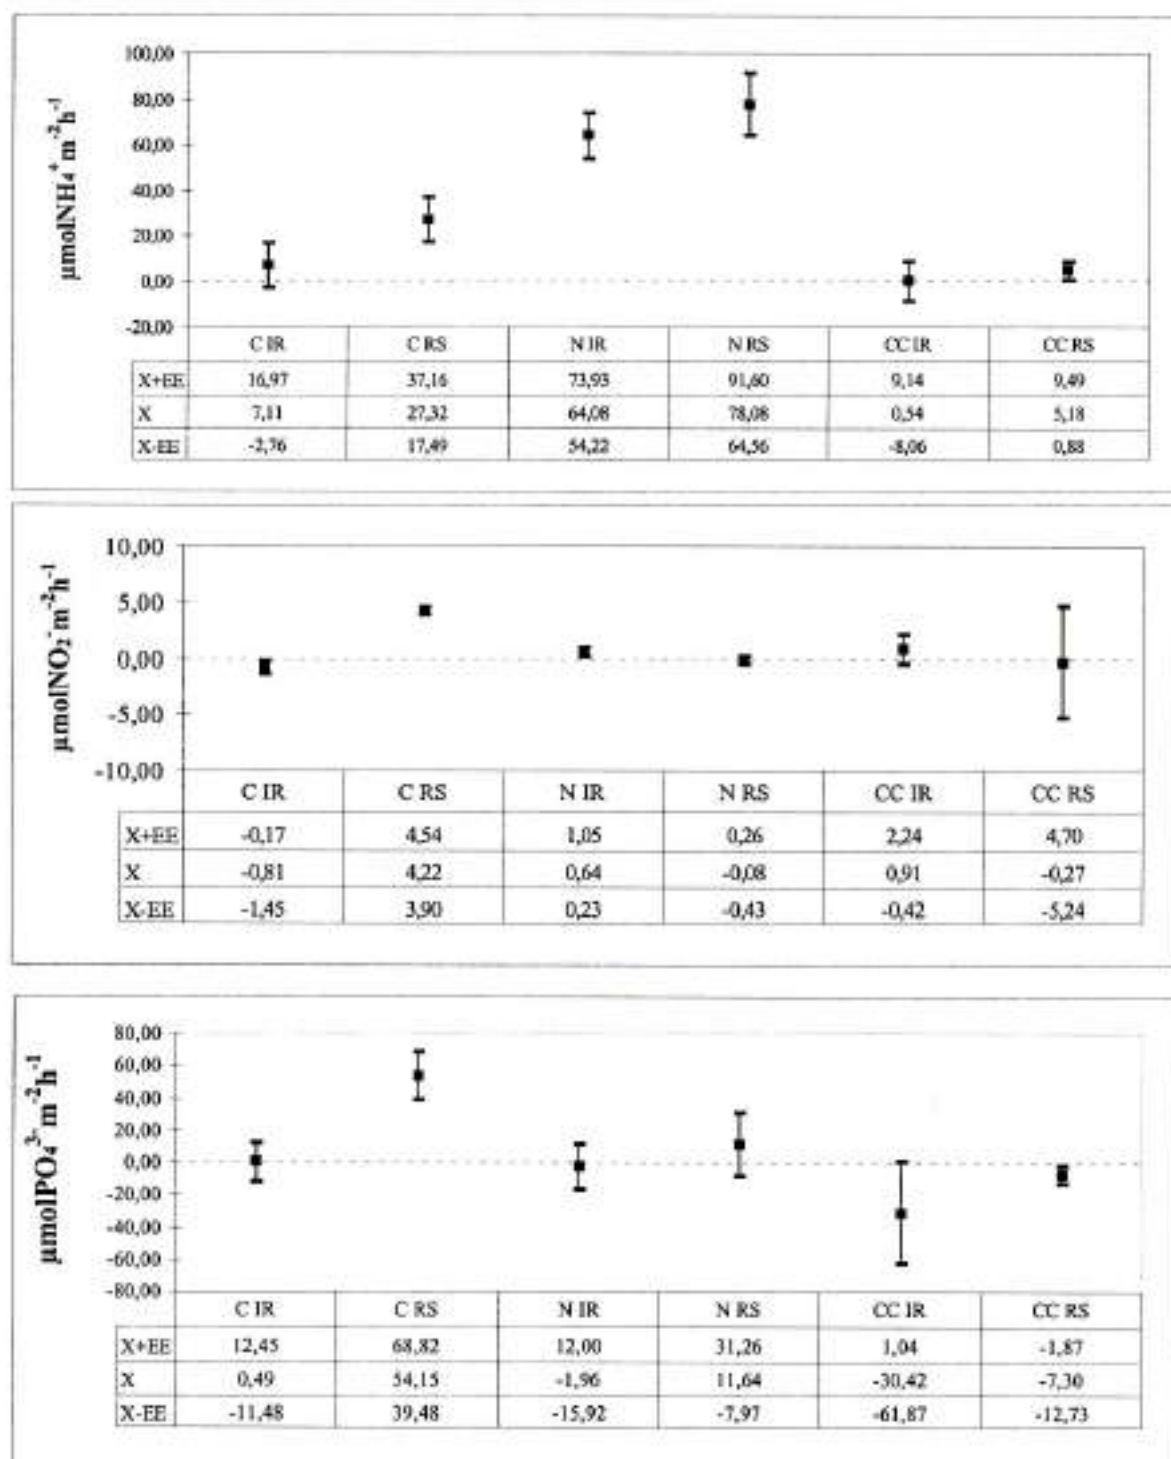 µmolNH4+ m-2h-1
100,00
80,00
60,00
40,00
20,00
0,00
-20,00
C IR C RS N IR N RS CC IR CC RS
X+EE 16,97 37,16 73,93 91,60 9,14 9,49
X 7,11 27,32 64,08 78,08 0,54 5,18
X-EE -2,76 17,49 54,22 64,56 -8,06 0,88
µmolNO2- m-2h-1
10,00
5,00
0,00
-5,00
-10,00
C IR C RS N IR N RS CC IR CC RS
X+EE -0,17 4,54 1,05 0,26 2,24 4,70
X -0,81 4,22 0,64 -0,08 0,91 -0,27
X-EE -1,45 3,90 0,23 -0,43 -0,42 -5,24
µmolPO43- m-2h-1
80,00
60,00
40,00
20,00
0,00
-20,00
-40,00
-60,00
-80,00
C IR C RS N IR N RS CC IR CC RS
X+EE 12,45 68,82 12,00 31,26 1,04 -1,87
X 0,49 54,15 -1,96 11,64 -30,42 -7,30
X-EE -11,48 39,48 -15,92 -7,97 -61,87 -12,73